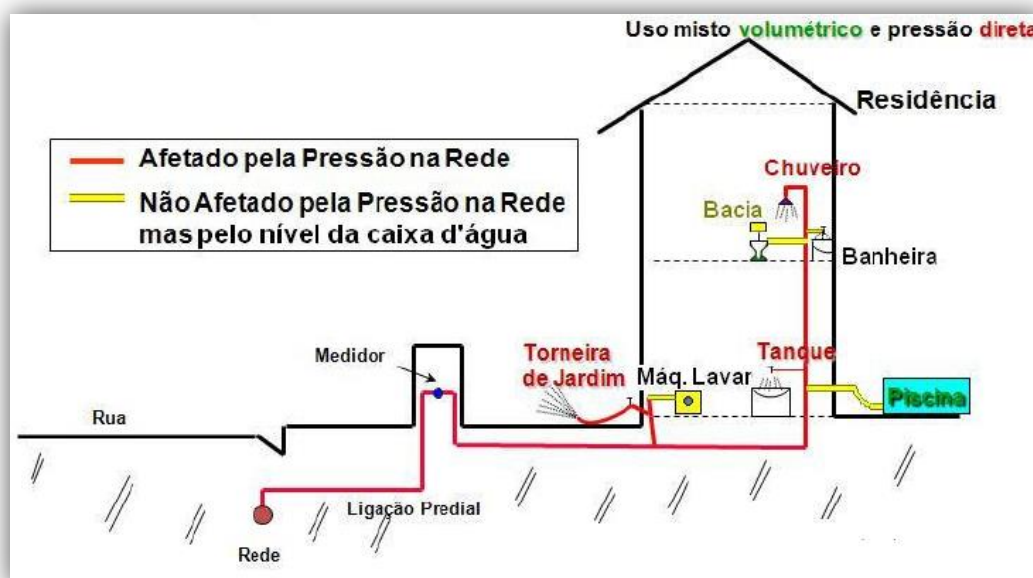 Uso misto volumétrico e pressão direta
Residência
Afetado pela Pressão na Rede
Não Afetado pela Pressão na Rede
mas pelo nível da caixa d'água
Chuveiro
Bacia
Banheira
Medidor
Torneira
de Jardim
Máq. Lavar
Tanque
Piscina
Rua
Ligação Predial
Rede